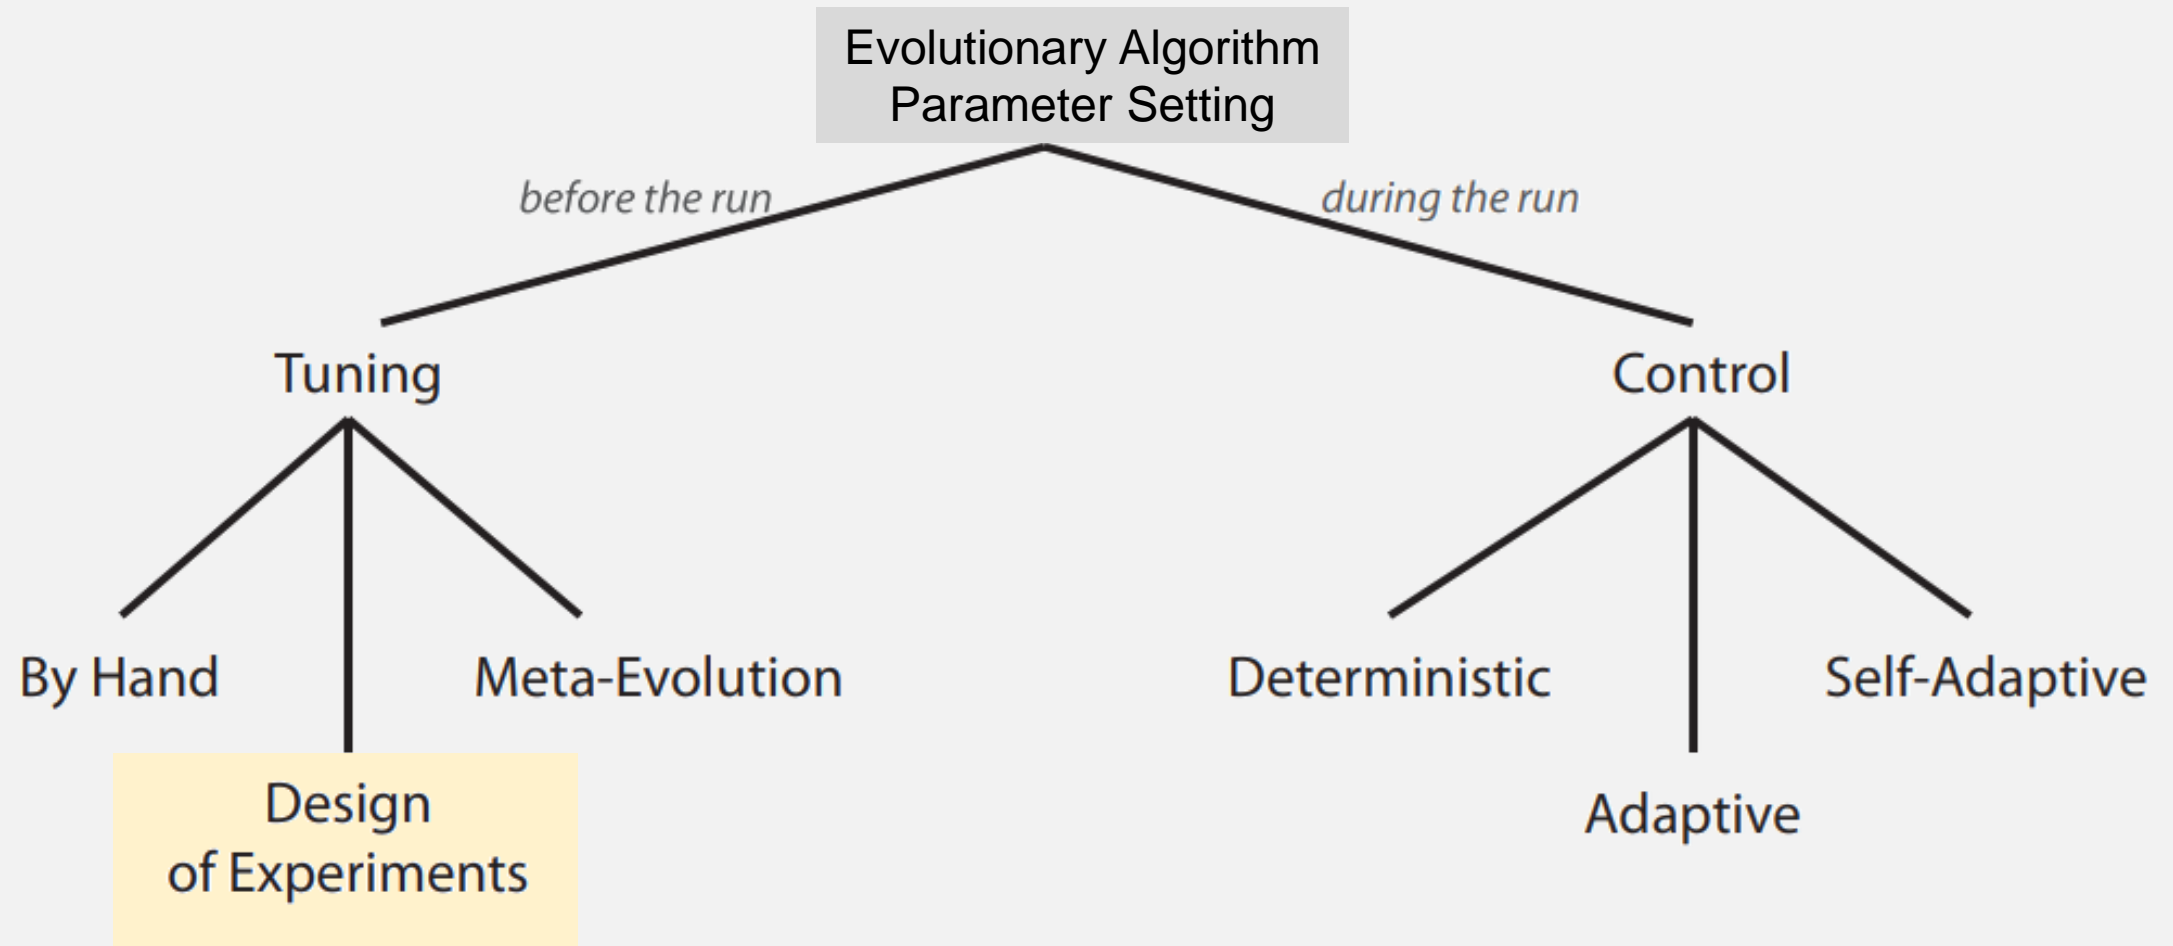 Evolutionary Algorithm
Parameter Setting
before the run
during the run
Tuning
Control
By Hand
Meta-Evolution
Deterministic
Self-Adaptive
Design
of Experiments
Adaptive